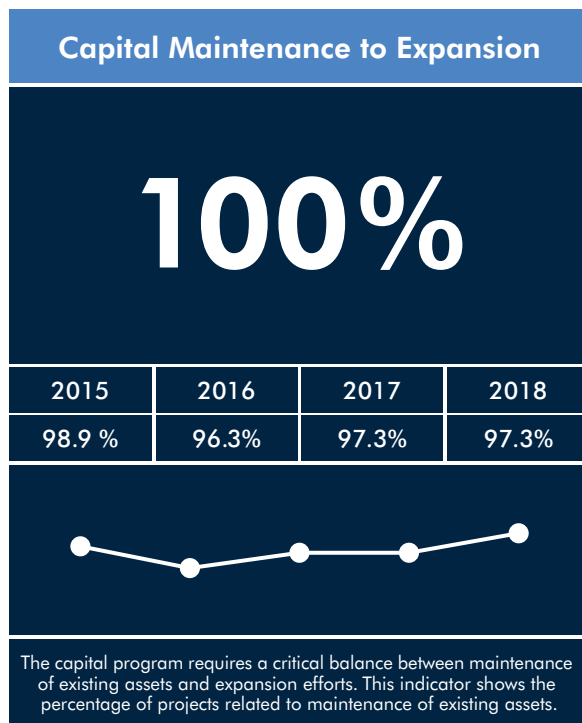 Capital Maintenance to Expansion
100%
2015 2016 2017 2018
98.9 % 96.3% 97.3% 97.3%
The capital program requires a critical balance between maintenance
of existing assets and expansion efforts. This indicator shows the
percentage of projects related to maintenance of existing assets.